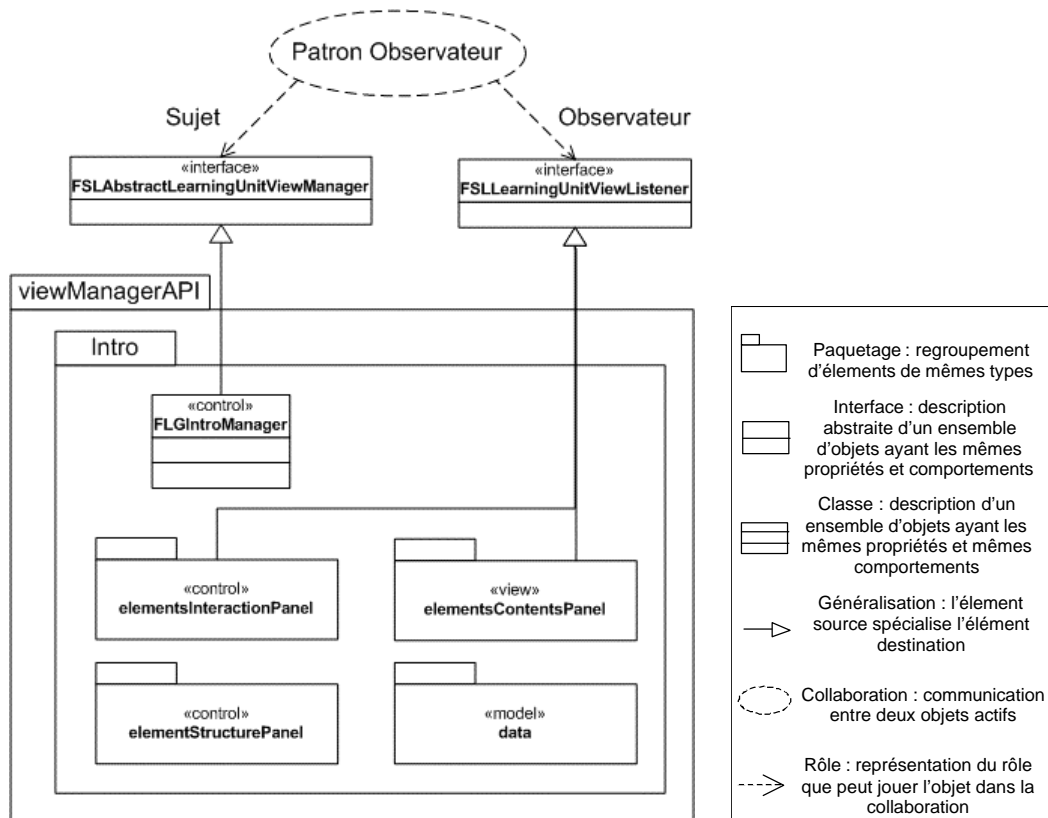 Patron Observateur
Sujet
Observateur
«interface»
FSLAbstractLearningUnitViewManager
«interface»
FSLLearningUnitViewListener
viewManagerAPI
Intro
«control»
FLGIntroManager
«control»
elementsInteractionPanel
«view»
elementsContentsPanel
«control»
elementStructurePanel
«model»
data
Paquetage : regroupement
d'élements de mêmes types
Interface : description
abstraite d'un ensemble
d'objets ayant les mêmes
propriétés et comportements
Classe : description d'un
ensemble d'objets ayant les
mêmes propriétés et mêmes
comportements
Généralisation : l'élement
source spécialise l'élément
destination
Collaboration : communication
entre deux objets actifs
Rôle : représentation du rôle
que peut jouer l'objet dans la
collaboration